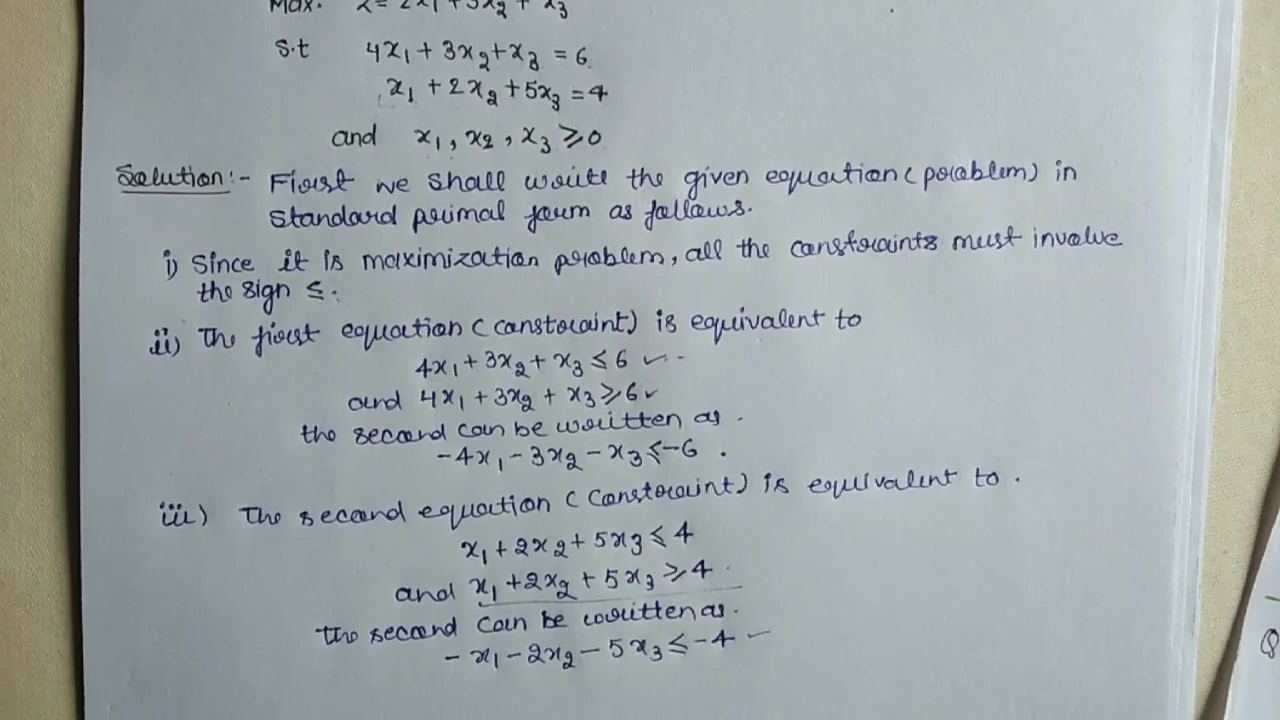 Max. Z = 2x₁ + 3x₂ + x₃
s.t 4x₁ + 3x₂ + x₃ = 6
x₁ + 2x₂ + 5x₃ = 4
and x₁, x₂, x₃ ≥ 0
Solution:- First we shall write the given equation (problem) in
standard primal form as follows.
i) Since it is maximization problem, all the constraints must involve
the sign ≤.
ii) The first equation (constraint) is equivalent to
4x₁ + 3x₂ + x₃ ≤ 6
and 4x₁ + 3x₂ + x₃ ≥ 6
the second can be written as.
-4x₁ - 3x₂ - x₃ ≤ -6.
iii) The second equation (constraint) is equivalent to.
x₁ + 2x₂ + 5x₃ ≤ 4
and x₁ + 2x₂ + 5x₃ ≥ 4.
the second can be written as.
- x₁ - 2x₂ - 5x₃ ≤ -4